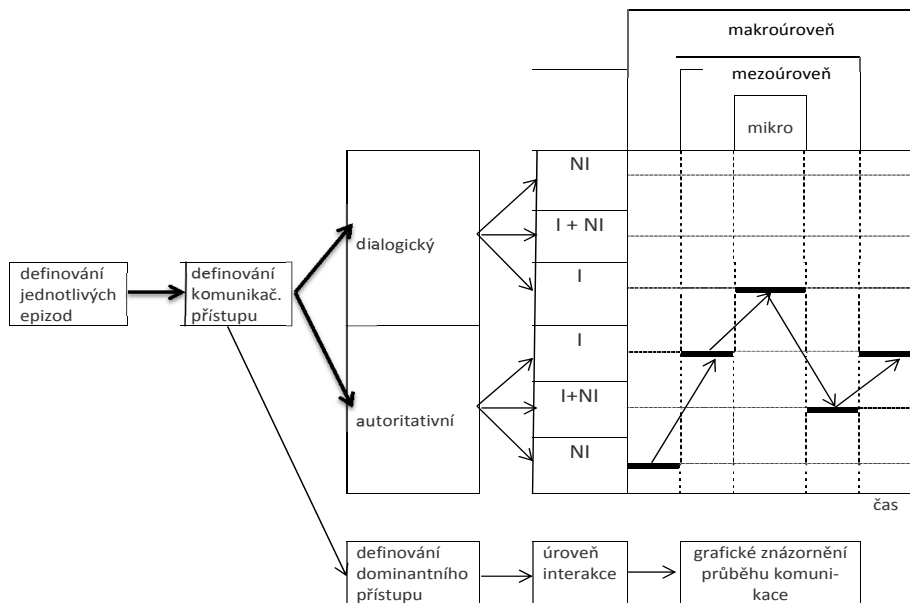 makroúroveň
mezoúroveň
mikro
NI
I + NI
dialogický
I
definování
jednotlivých
epizod
definování
komunikač.
přístupu
I
I+NI
autoritativní
NI
čas
definování
dominantního
přístupu
úroveň
interakce
grafické znázornění
průběhu komuni-
kace